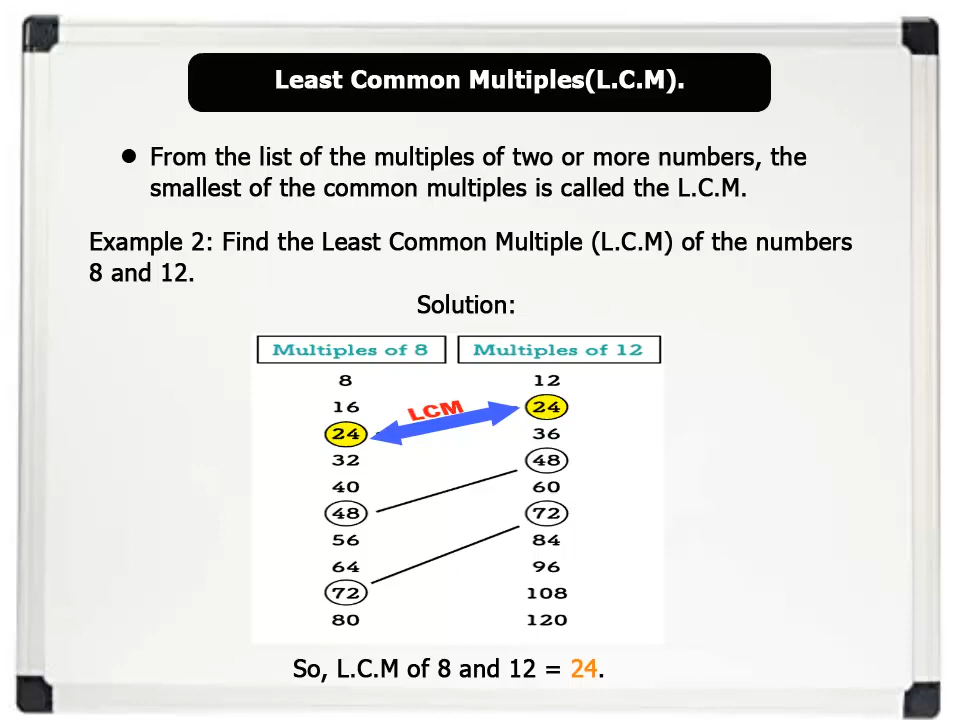 Least Common Multiples(L.C.M).
● From the list of the multiples of two or more numbers, the
smallest of the common multiples is called the L.C.M.
Example 2: Find the Least Common Multiple (L.C.M) of the numbers
8 and 12.
Solution:
Multiples of 8 Multiples of 12
8 12
16 LCM 24
24 36
32 48
40 60
48 72
56 84
64 96
72 108
80 120
So, L.C.M of 8 and 12 = 24.